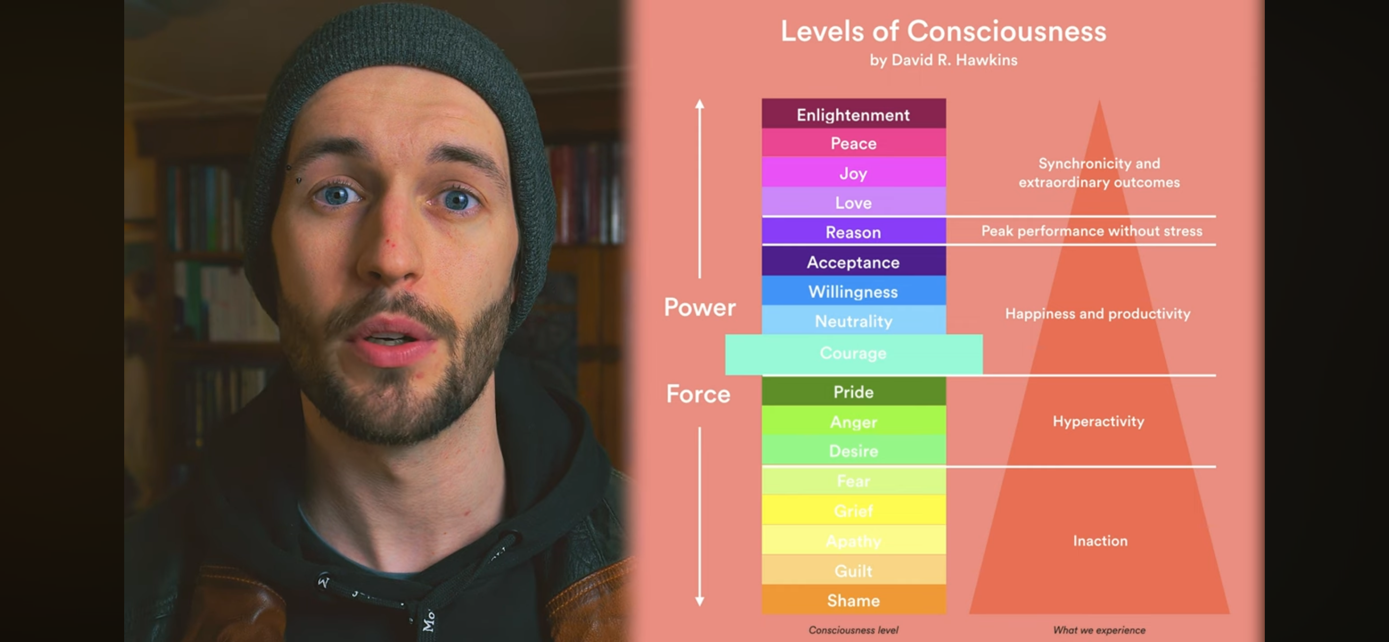 Levels of Consciousness
by David R. Hawkins
Enlightenment
Peace
Joy
Love
Reason
Acceptance
Willingness
Neutrality
Courage
Pride
Anger
Desire
Fear
Grief
Apathy
Guilt
Shame
Power
Force
Synchronicity and
extraordinary outcomes
Peak performance without stress
Happiness and productivity
Hyperactivity
Inaction
Consciousness level
What we experience